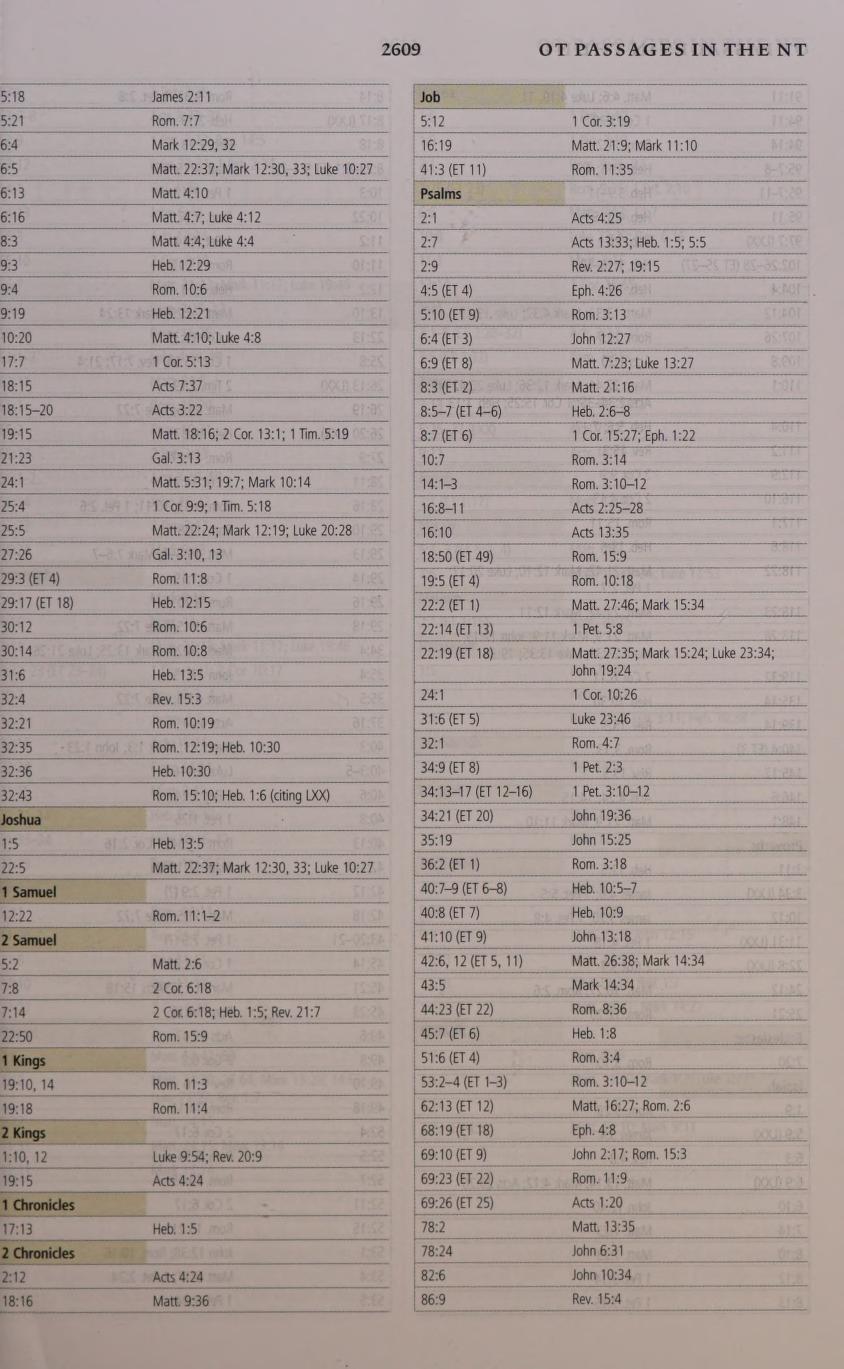 2609 OT PASSAGES IN THE NT
5:18 James 2:11
5:21 Rom. 7:7
6:4 Mark 12:29, 32
6:5 Matt. 22:37; Mark 12:30, 33; Luke 10:27
6:13 Matt. 4:10
6:16 Matt. 4:7; Luke 4:12
8:3 Matt. 4:4; Luke 4:4
9:3 Heb. 12:29
9:4 Rom. 10:6
9:19 Heb. 12:21
10:20 Matt. 4:10; Luke 4:8
17:7 1 Cor. 5:13
18:15 Acts 7:37
18:15–20 Acts 3:22
19:15 Matt. 18:16; 2 Cor. 13:1; 1 Tim. 5:19
21:23 Gal. 3:13
24:1 Matt. 5:31; 19:7; Mark 10:14
25:4 1 Cor. 9:9; 1 Tim. 5:18
25:5 Matt. 22:24; Mark 12:19; Luke 20:28
27:26 Gal. 3:10, 13
29:3 (ET 4) Rom. 11:8
29:17 (ET 18) Heb. 12:15
30:12 Rom. 10:6
30:14 Rom. 10:8
31:6 Heb. 13:5
32:4 Rev. 15:3
32:21 Rom. 10:19
32:35 Rom. 12:19; Heb. 10:30
32:36 Heb. 10:30
32:43 Rom. 15:10; Heb. 1:6 (citing LXX)
Joshua
1:5 Heb. 13:5
22:5 Matt. 22:37; Mark 12:30, 33; Luke 10:27
1 Samuel
12:22 Rom. 11:1–2
2 Samuel
5:2 Matt. 2:6
7:8 2 Cor. 6:18
7:14 2 Cor. 6:18; Heb. 1:5; Rev. 21:7
22:50 Rom. 15:9
1 Kings
19:10, 14 Rom. 11:3
19:18 Rom. 11:4
2 Kings
1:10, 12 Luke 9:54; Rev. 20:9
19:15 Acts 4:24
1 Chronicles
17:13 Heb. 1:5
2 Chronicles
2:12 Acts 4:24
18:16 Matt. 9:36
Job
5:12 1 Cor. 3:19
16:19 Matt. 21:9; Mark 11:10
41:3 (ET 11) Rom. 11:35
Psalms
2:1 Acts 4:25
2:7 Acts 13:33; Heb. 1:5; 5:5
2:9 Rev. 2:27; 19:15
4:5 (ET 4) Eph. 4:26
5:10 (ET 9) Rom. 3:13
6:4 (ET 3) John 12:27
6:9 (ET 8) Matt. 7:23; Luke 13:27
8:3 (ET 2) Matt. 21:16
8:5–7 (ET 4–6) Heb. 2:6–8
8:7 (ET 6) 1 Cor. 15:27; Eph. 1:22
10:7 Rom. 3:14
14:1–3 Rom. 3:10–12
16:8–11 Acts 2:25–28
16:10 Acts 13:35
18:50 (ET 49) Rom. 15:9
19:5 (ET 4) Rom. 10:18
22:2 (ET 1) Matt. 27:46; Mark 15:34
22:14 (ET 13) 1 Pet. 5:8
22:19 (ET 18) Matt. 27:35; Mark 15:24; Luke 23:34;
John 19:24
24:1 1 Cor. 10:26
31:6 (ET 5) Luke 23:46
32:1 Rom. 4:7
34:9 (ET 8) 1 Pet. 2:3
34:13–17 (ET 12–16) 1 Pet. 3:10–12
34:21 (ET 20) John 19:36
35:19 John 15:25
36:2 (ET 1) Rom. 3:18
40:7–9 (ET 6–8) Heb. 10:5–7
40:8 (ET 7) Heb. 10:9
41:10 (ET 9) John 13:18
42:6, 12 (ET 5, 11) Matt. 26:38; Mark 14:34
43:5 Mark 14:34
44:23 (ET 22) Rom. 8:36
45:7 (ET 6) Heb. 1:8
51:6 (ET 4) Rom. 3:4
53:2–4 (ET 1–3) Rom. 3:10–12
62:13 (ET 12) Matt. 16:27; Rom. 2:6
68:19 (ET 18) Eph. 4:8
69:10 (ET 9) John 2:17; Rom. 15:3
69:23 (ET 22) Rom. 11:9
69:26 (ET 25) Acts 1:20
78:2 Matt. 13:35
78:24 John 6:31
82:6 John 10:34
86:9 Rev. 15:4